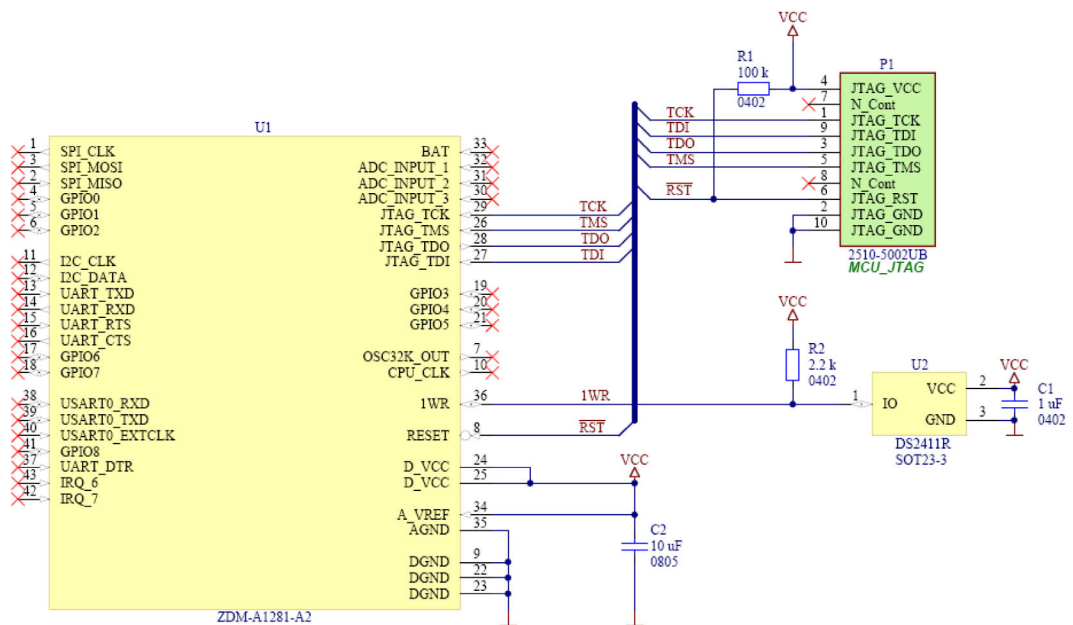 U1
1 SPI_CLK
3 SPI_MOSI
2 SPI_MISO
4 GPIO0
5 GPIO1
6 GPIO2
11 I2C_CLK
12 I2C_DATA
13 UART_TXD
14 UART_RXD
15 UART_RTS
16 UART_CTS
17 GPIO6
18 GPIO7
38 USART0_RXD
39 USART0_TXD
40 USART0_EXTCLK
41 GPIO8
37 UART_DTR
43 IRQ_6
42 IRQ_7
BAT 33
ADC_INPUT_1 32
ADC_INPUT_2 31
ADC_INPUT_3 30
JTAG_TCK 29 TCK
JTAG_TMS 26 TMS
JTAG_TDO 28 TDO
JTAG_TDI 27 TDI
GPIO3 19
GPIO4 20
GPIO5 21
OSC32K_OUT 7
CPU_CLK 10
1WR 36 1WR
RESET 8 RST
D_VCC 24
D_VCC 25
A_VREF 34
AGND 35
DGND 9
DGND 22
DGND 23
ZDM-A1281-A2
VCC
C2
10 uF
0805
VCC
R1
100 k
0402
P1
4 JTAG_VCC
7 N_Cont
TCK 1 JTAG_TCK
TDI 9 JTAG_TDI
TDO 3 JTAG_TDO
TMS 5 JTAG_TMS
8 N_Cont
RST 6 JTAG_RST
2 JTAG_GND
10 JTAG_GND
2510-5002UB
MCU_JTAG
VCC
R2
2.2 k
0402
U2
1 IO
VCC 2
GND 3
DS2411R
SOT23-3
VCC
C1
1 uF
0402